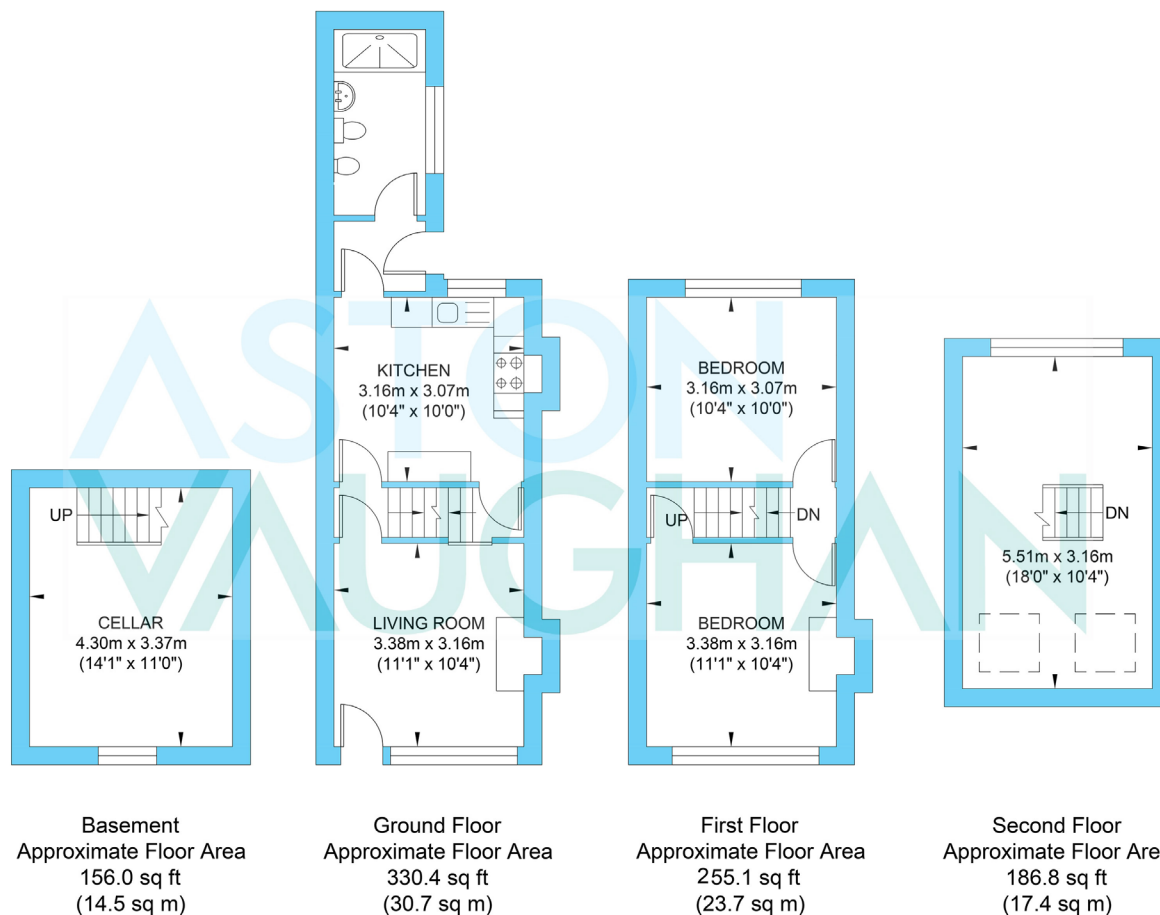 ASTON
VAUGHAN
KITCHEN
3.16m x 3.07m
(10'4" x 10'0")
BEDROOM
3.16m x 3.07m
(10'4" x 10'0")
UP
UP
DN
DN
5.51m x 3.16m
(18'0" x 10'4")
CELLAR
4.30m x 3.37m
(14'1" x 11'0")
LIVING ROOM
3.38m x 3.16m
(11'1" x 10'4")
BEDROOM
3.38m x 3.16m
(11'1" x 10'4")
Basement
Approximate Floor Area
156.0 sq ft
(14.5 sq m)
Ground Floor
Approximate Floor Area
330.4 sq ft
(30.7 sq m)
First Floor
Approximate Floor Area
255.1 sq ft
(23.7 sq m)
Second Floor
Approximate Floor Are
186.8 sq ft
(17.4 sq m)